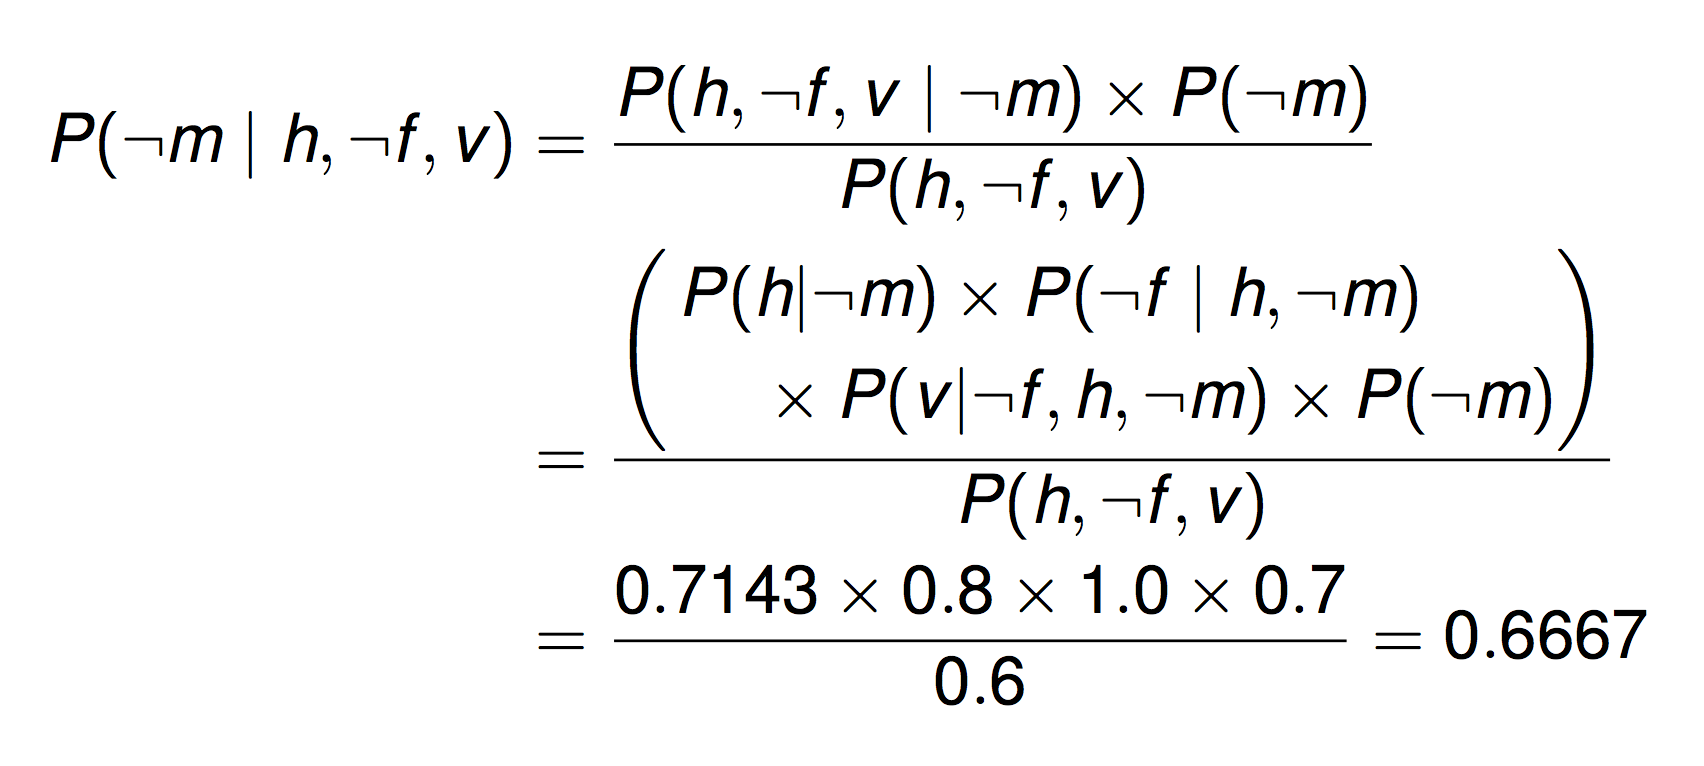 P(¬m | h, ¬f, v) = P(h, ¬f, v | ¬m) × P(¬m)
P(h, ¬f, v)
= ( P(h|¬m) × P(¬f | h, ¬m)
× P(v|¬f, h, ¬m) × P(¬m) )
P(h, ¬f, v)
= 0.7143 × 0.8 × 1.0 × 0.7
0.6
= 0.6667